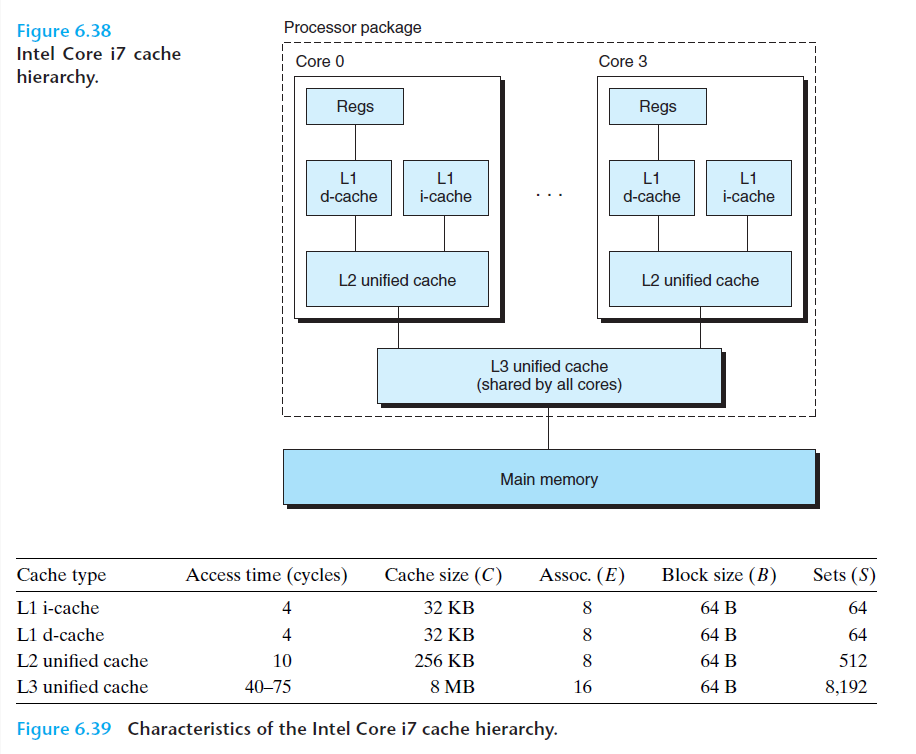 Figure 6.38
Intel Core i7 cache
hierarchy.
Processor package
Core 0
Core 3
Regs
Regs
L1
d-cache
L1
i-cache
. . .
L1
d-cache
L1
i-cache
L2 unified cache
L2 unified cache
L3 unified cache
(shared by all cores)
Main memory
Cache type Access time (cycles) Cache size (C) Assoc. (E) Block size (B) Sets (S)
L1 i-cache 4 32 KB 8 64 B 64
L1 d-cache 4 32 KB 8 64 B 64
L2 unified cache 10 256 KB 8 64 B 512
L3 unified cache 40–75 8 MB 16 64 B 8,192
Figure 6.39 Characteristics of the Intel Core i7 cache hierarchy.